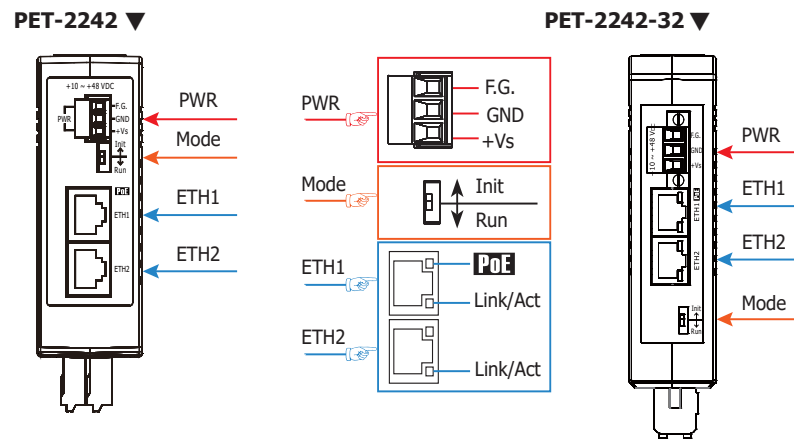 PET-2242 ▼
PET-2242-32 ▼
+10 ~ +48 VDC
PWR
F.G.
GND
+Vs
Init
Run
PoE
ETH1
ETH2
PWR
Mode
ETH1
ETH2
PWR
F.G.
GND
+Vs
Mode
Init
Run
ETH1
PoE
Link/Act
ETH2
Link/Act
+10 ~ +48 VDC
F.G.
GND
+Vs
ETH1 PoE
ETH2
Init
Run
PWR
ETH1
ETH2
Mode